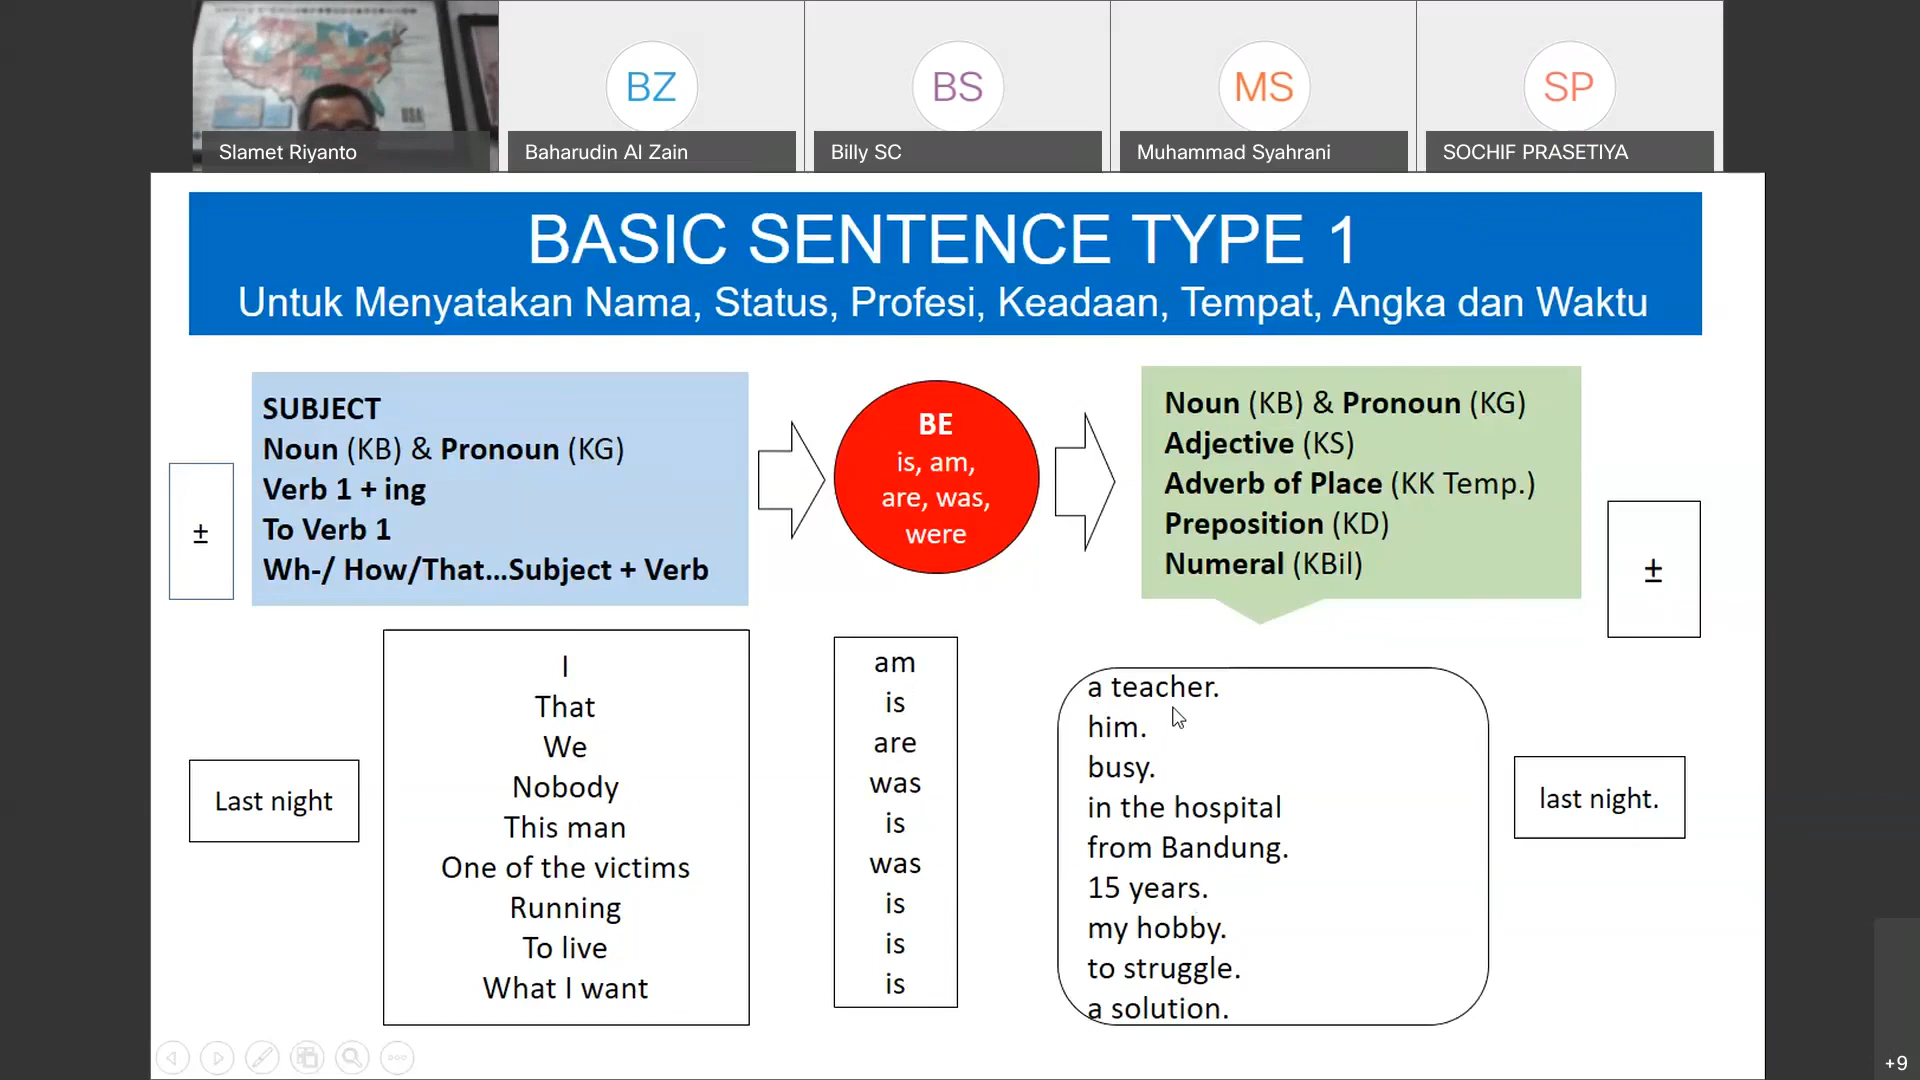 USA
Slamet Riyanto
BZ
Baharudin Al Zain
BS
Billy SC
MS
Muhammad Syahrani
SP
SOCHIF PRASETIYA
BASIC SENTENCE TYPE 1
Untuk Menyatakan Nama, Status, Profesi, Keadaan, Tempat, Angka dan Waktu
±
SUBJECT
Noun (KB) & Pronoun (KG)
Verb 1 + ing
To Verb 1
Wh-/ How/That...Subject + Verb
BE
is, am,
are, was,
were
Noun (KB) & Pronoun (KG)
Adjective (KS)
Adverb of Place (KK Temp.)
Preposition (KD)
Numeral (KBil)
±
Last night
I
That
We
Nobody
This man
One of the victims
Running
To live
What I want
am
is
are
was
is
was
is
is
is
a teacher.
him.
busy.
in the hospital
from Bandung.
15 years.
my hobby.
to struggle.
a solution.
last night.
+9